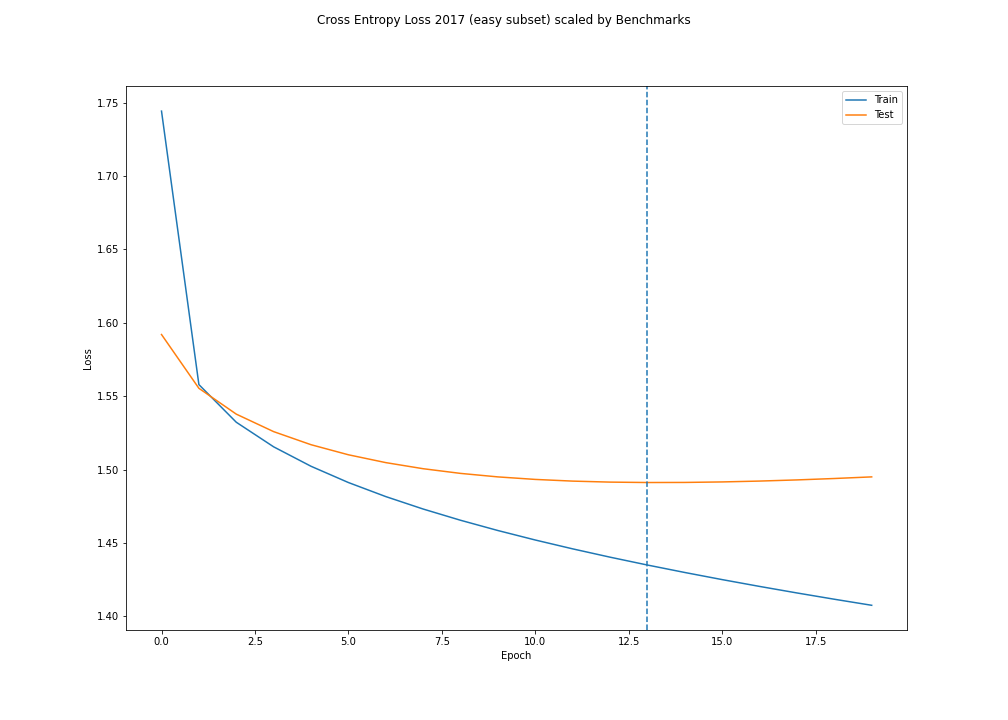 Cross Entropy Loss 2017 (easy subset) scaled by Benchmarks
Train
Test
1.75
1.70
1.65
1.60
1.55
1.50
1.45
1.40
Loss
0.0 2.5 5.0 7.5 10.0 12.5 15.0 17.5
Epoch